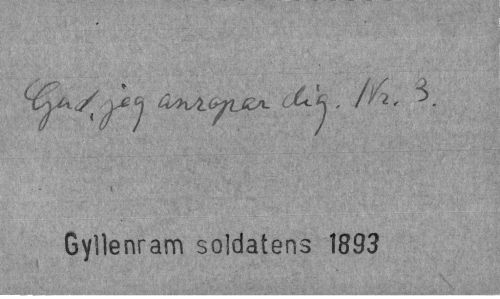 Gud, jag anropar dig. Nr. 3.
Gyllenram soldatens 1893